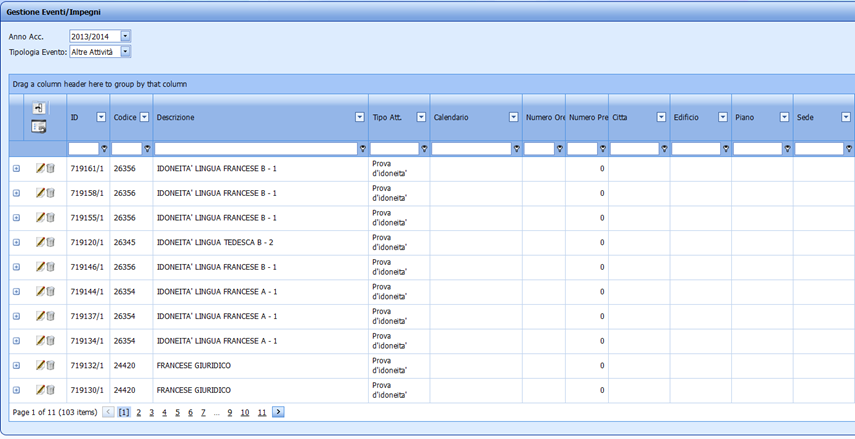 Gestione Eventi/Impegni
Anno Acc. 2013/2014
Tipologia Evento: Altre Attività
Drag a column header here to group by that column
ID Codice Descrizione Tipo Att. Calendario Numero Ore Numero Pre Citta Edificio Piano Sede
719161/1 26356 IDONEITA' LINGUA FRANCESE B - 1 Prova 0
d'idoneita'
719158/1 26356 IDONEITA' LINGUA FRANCESE B - 1 Prova 0
d'idoneita'
719155/1 26356 IDONEITA' LINGUA FRANCESE B - 1 Prova 0
d'idoneita'
719120/1 26345 IDONEITA' LINGUA TEDESCA B - 2 Prova 0
d'idoneita'
719146/1 26356 IDONEITA' LINGUA FRANCESE B - 1 Prova 0
d'idoneita'
719144/1 26354 IDONEITA' LINGUA FRANCESE A - 1 Prova 0
d'idoneita'
719137/1 26354 IDONEITA' LINGUA FRANCESE A - 1 Prova 0
d'idoneita'
719134/1 26354 IDONEITA' LINGUA FRANCESE A - 1 Prova 0
d'idoneita'
719132/1 24420 FRANCESE GIURIDICO Prova 0
d'idoneita'
719130/1 24420 FRANCESE GIURIDICO Prova 0
d'idoneita'
Page 1 of 11 (103 items) < [1] 2 3 4 5 6 7 ... 9 10 11 >